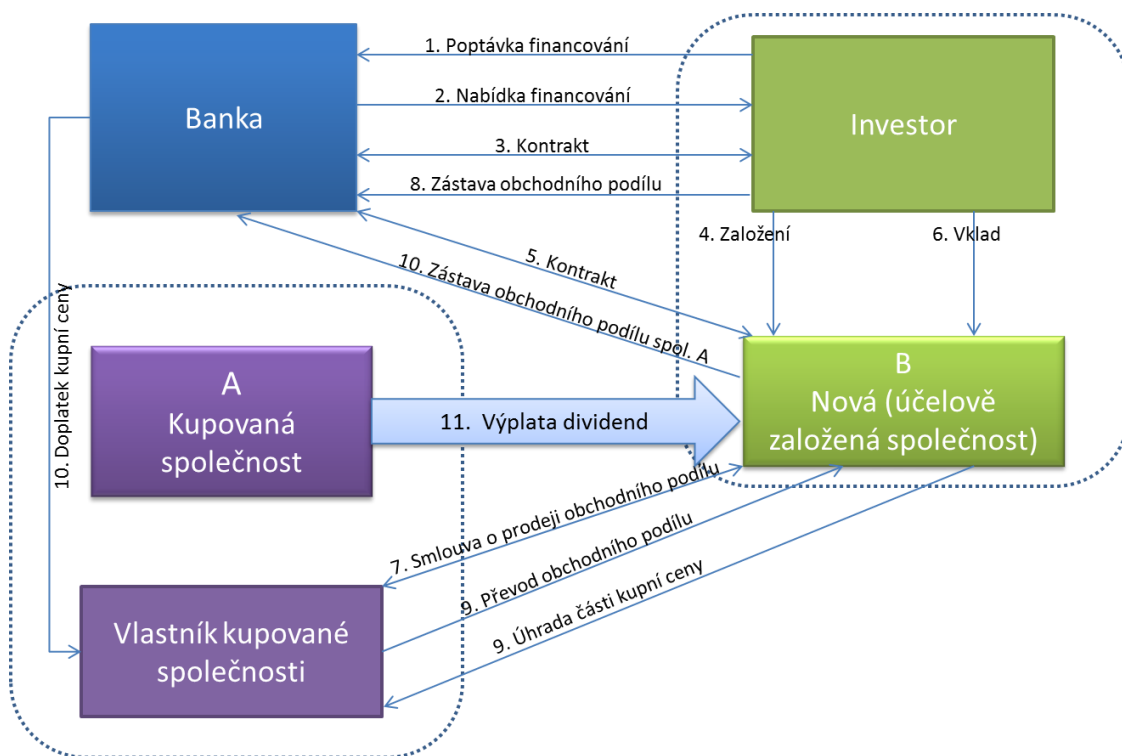 Banka
1. Poptávka financování
2. Nabídka financování
3. Kontrakt
8. Zástava obchodního podílu
Investor
4. Založení
6. Vklad
5. Kontrakt
10. Zástava obchodního podílu spol. A
10. Doplatek kupní ceny
A
Kupovaná
společnost
11. Výplata dividend
B
Nová (účelově
založená společnost)
7. Smlouva o prodeji obchodního podílu
9. Převod obchodního podílu
9. Úhrada části kupní ceny
Vlastník kupované
společnosti